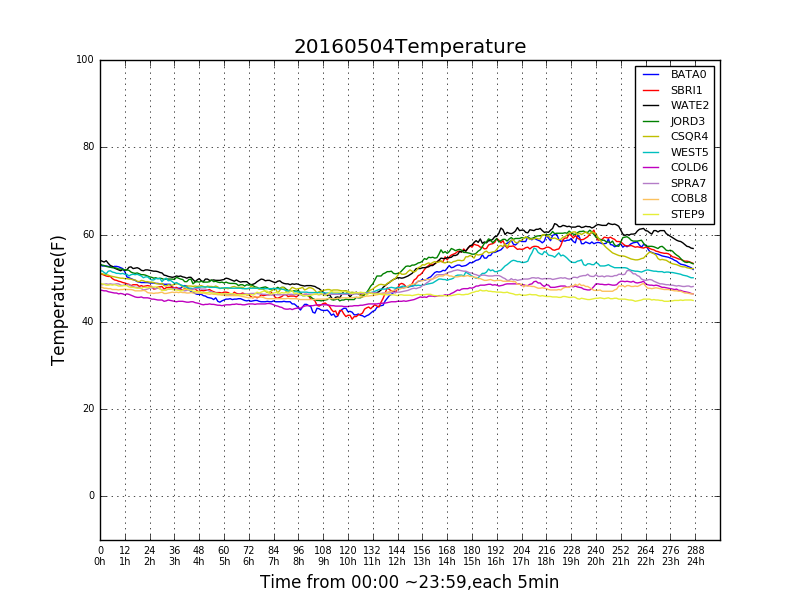 20160504Temperature
100
80
60
40
20
0
Temperature(F)
BATA0
SBRI1
WATE2
JORD3
CSQR4
WEST5
COLD6
SPRA7
COBL8
STEP9
0 12 24 36 48 60 72 84 96 108 120 132 144 156 168 180 192 204 216 228 240 252 264 276 288
0h 1h 2h 3h 4h 5h 6h 7h 8h 9h 10h 11h 12h 13h 14h 15h 16h 17h 18h 19h 20h 21h 22h 23h 24h
Time from 00:00 ~23:59,each 5min